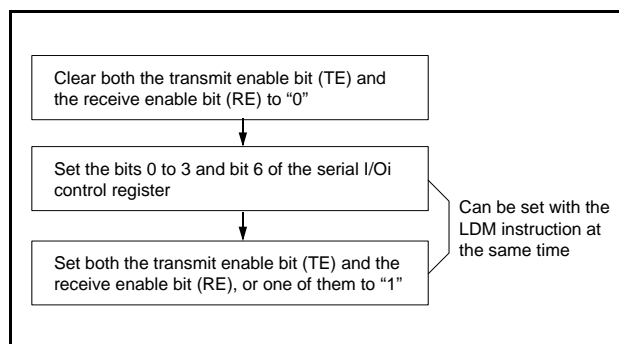 Clear both the transmit enable bit (TE) and
the receive enable bit (RE) to “0”
Set the bits 0 to 3 and bit 6 of the serial I/Oi
control register
Can be set with the
LDM instruction at
the same time
Set both the transmit enable bit (TE) and the
receive enable bit (RE), or one of them to “1”